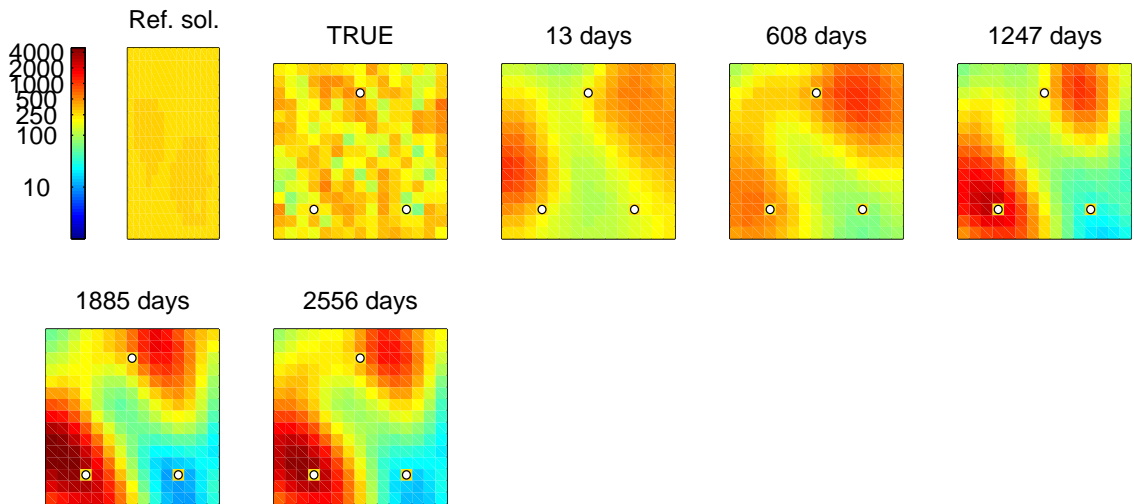 Ref. sol.
TRUE
13 days
608 days
1247 days
4000
2000
1000
500
250
100
10
1885 days
2556 days